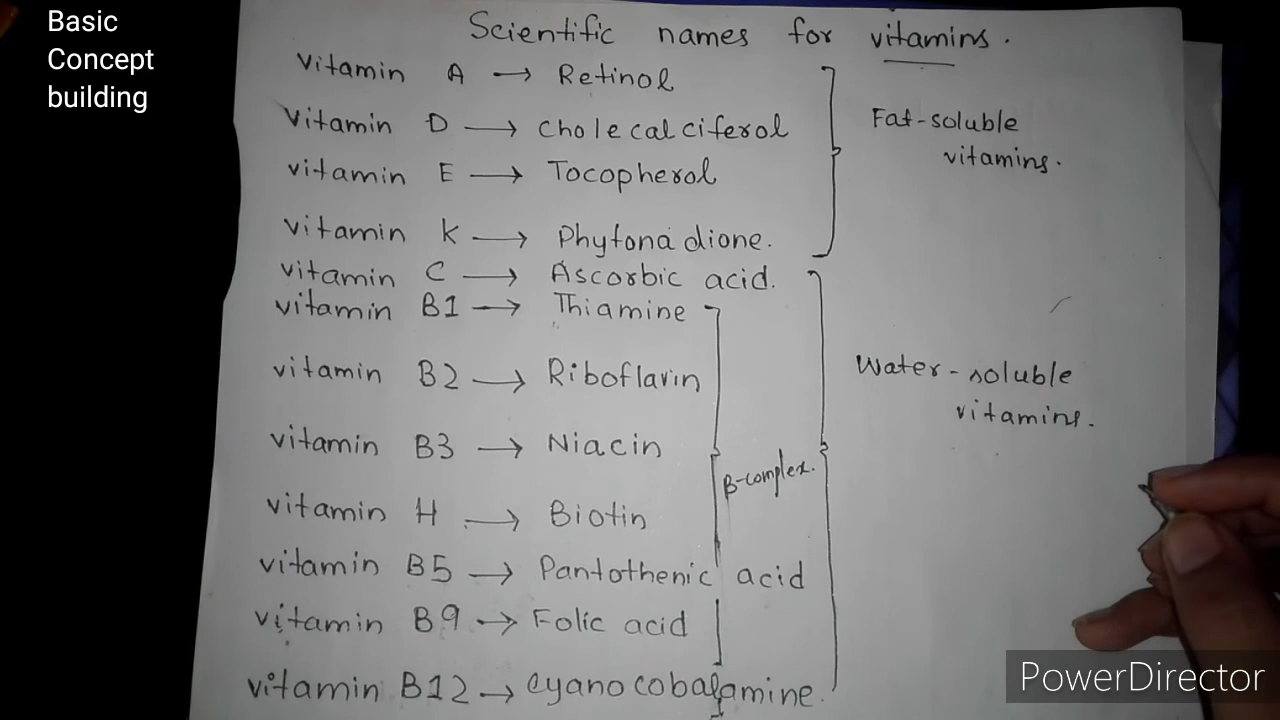 Basic
Concept
building
Scientific names for vitamins.
vitamin A → Retinol
vitamin D → cholecalciferol
vitamin E → Tocopherol
vitamin K → Phytonadione.
Fat-soluble
vitamins.
vitamin C → Ascorbic acid.
vitamin B1 → Thiamine
vitamin B2 → Riboflavin
vitamin B3 → Niacin
vitamin H → Biotin
vitamin B5 → Pantothenic acid
vitamin B9 → Folic acid
vitamin B12 → cyanocobalamine.
B-complex.
Water-soluble
vitamins.
PowerDirector